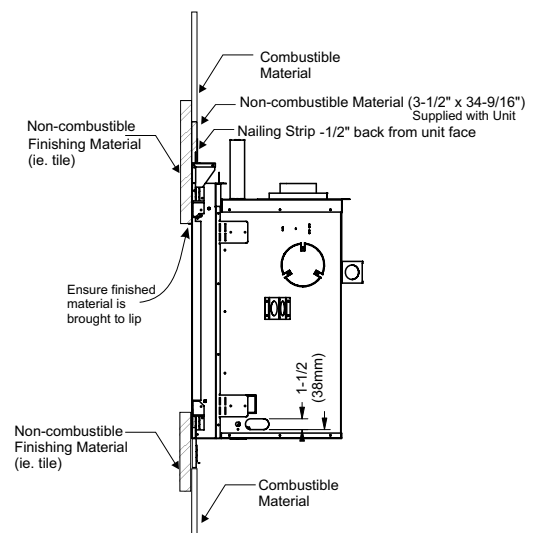 Combustible
Material
Non-combustible Material (3-1/2" x 34-9/16")
Supplied with Unit
Nailing Strip -1/2" back from unit face
Non-combustible
Finishing Material
(ie. tile)
Ensure finished
material is
brought to lip
1-1/2
(38mm)
Non-combustible
Finishing Material
(ie. tile)
Combustible
Material